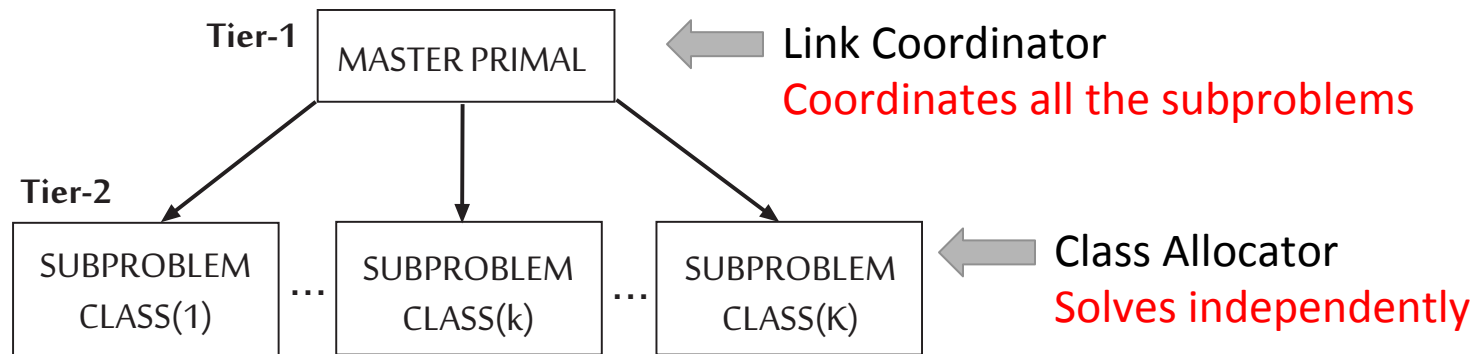 Tier-1
MASTER PRIMAL
Link Coordinator
Coordinates all the subproblems
Tier-2
SUBPROBLEM
CLASS(1)
...
SUBPROBLEM
CLASS(k)
...
SUBPROBLEM
CLASS(K)
Class Allocator
Solves independently